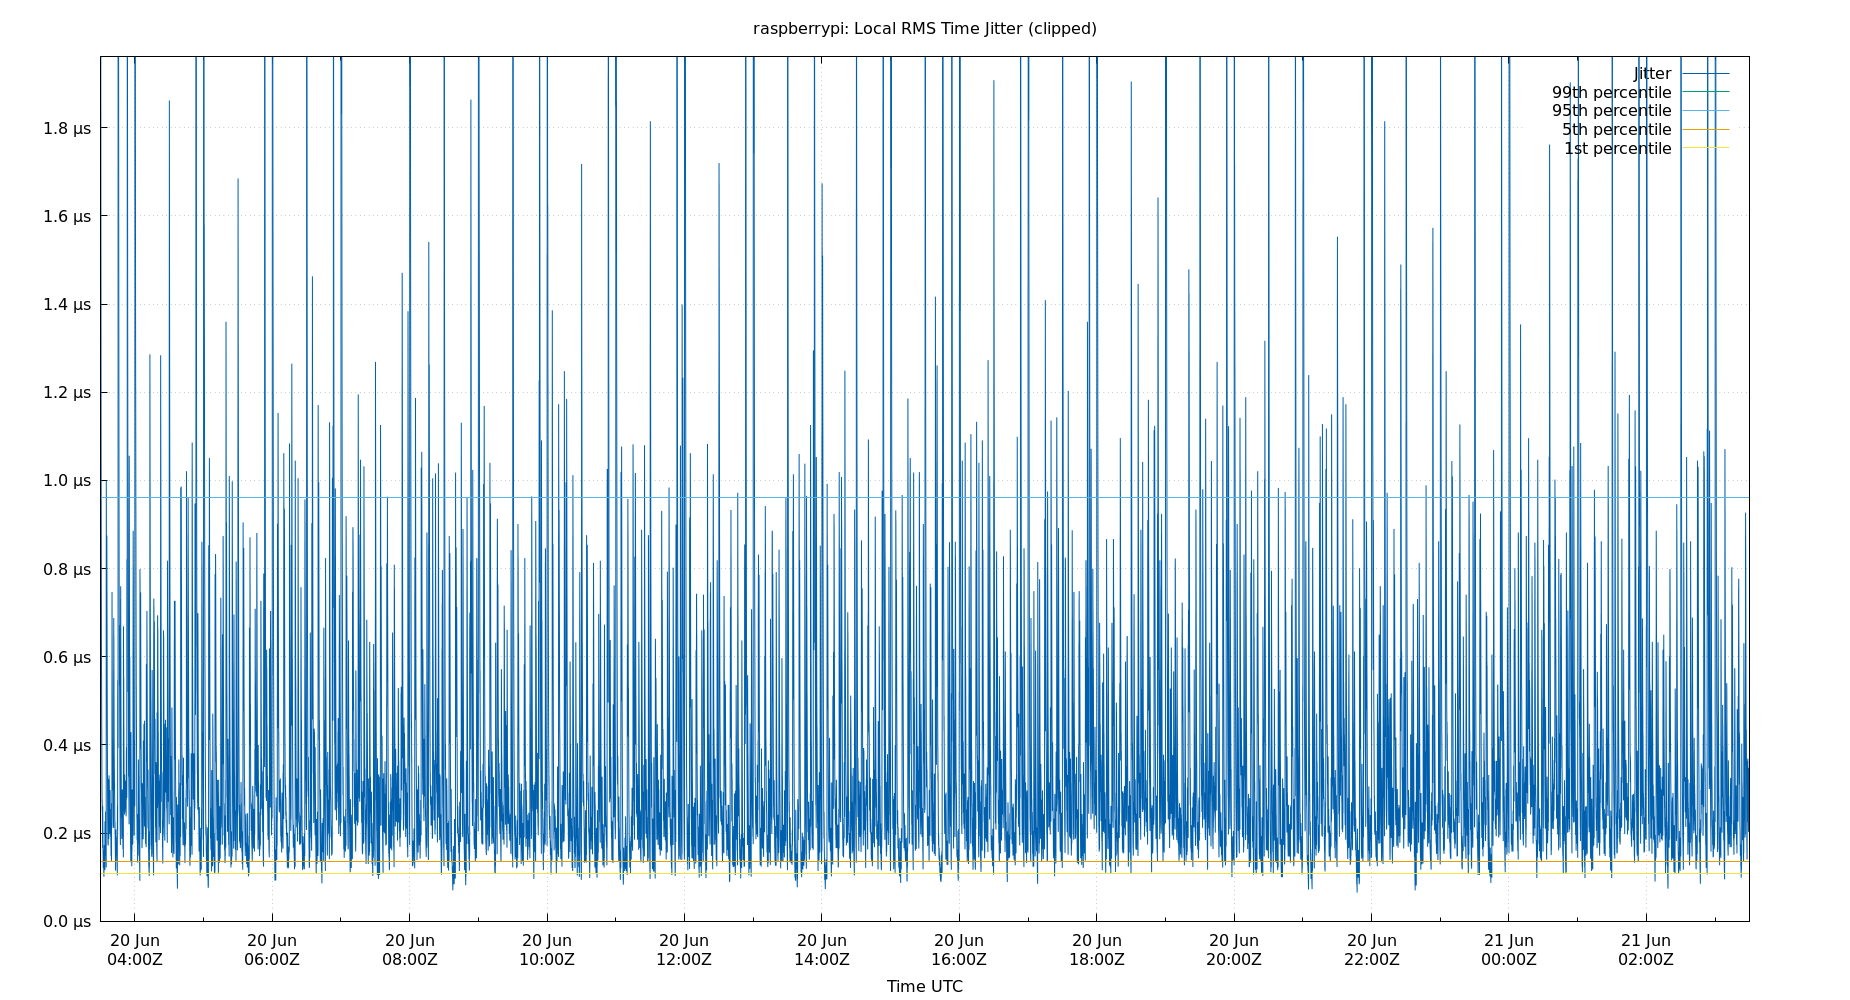 raspberrypi: Local RMS Time Jitter (clipped)
Jitter
99th percentile
95th percentile
5th percentile
1st percentile
1.8 µs
1.6 µs
1.4 µs
1.2 µs
1.0 µs
0.8 µs
0.6 µs
0.4 µs
0.2 µs
0.0 µs
20 Jun 20 Jun 20 Jun 20 Jun 20 Jun 20 Jun 20 Jun 20 Jun 20 Jun 20 Jun 21 Jun 21 Jun
04:00Z 06:00Z 08:00Z 10:00Z 12:00Z 14:00Z 16:00Z 18:00Z 20:00Z 22:00Z 00:00Z 02:00Z
Time UTC